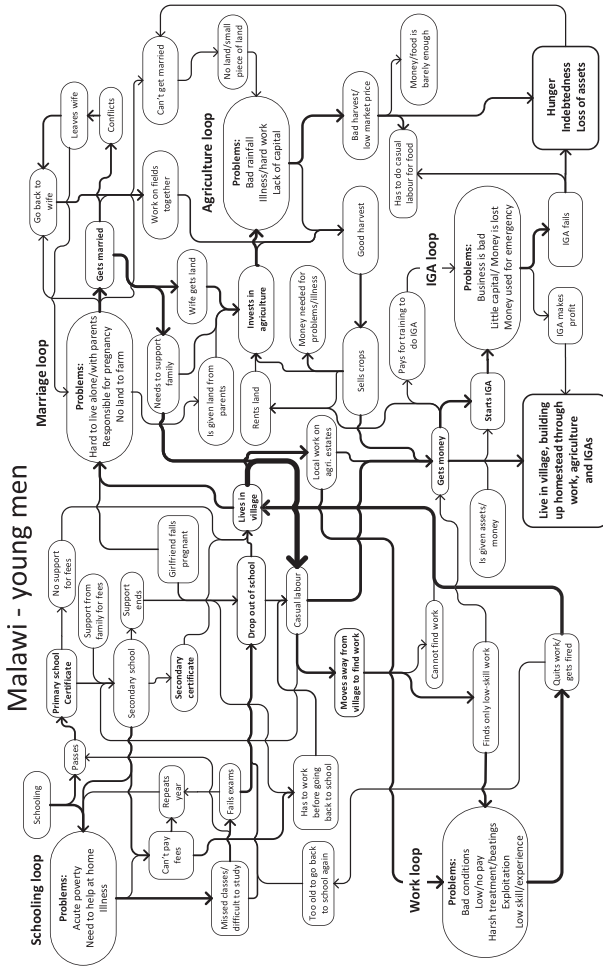 Malawi - young men
Schooling loop
Schooling
Problems:
Acute poverty
Need to help at home
Illness
Passes
Primary school
Certificate
No support
for fees
Support from
family for fees
Secondary school
Support
ends
Secondary
certificate
Girlfriend falls
pregnant
Can't pay
fees
Repeats
year
Fails exams
Missed classes/
difficult to study
Has to work
before going
back to school
Too old to go back
to school again
Drop out of school
Lives in
village
Casual labour
Moves away from
village to find work
Cannot find work
Finds only low-skill work
Work loop
Problems:
Bad conditions
Low/no pay
Harsh treatment/beatings
Exploitation
Low skill/experience
Quits work/
gets fired
Marriage loop
Problems:
Hard to live alone/with parents
Responsible for pregnancy
No land to farm
Gets married
Go back to
wife
Leaves wife
Conflicts
Can't get married
No land/small
piece of land
Work on fields
together
Needs to support
family
Wife gets land
Is given land from
parents
Rents land
Invests in
agriculture
Money needed for
problems/illness
Local work on
agri. estates
Agriculture loop
Problems:
Bad rainfall
Illness/hard work
Lack of capital
Good harvest
Sells crops
Bad harvest/
low market price
Money/food is
barely enough
Has to do casual
labour for food
Gets money
Pays for training to
do IGA
Is given assets/
money
Starts IGA
IGA loop
Problems:
Business is bad
Little capital/ Money is lost
Money used for emergency
IGA makes
profit
IGA fails
Live in village, building
up homestead through
work, agriculture
and IGAs
Hunger
Indebtedness
Loss of assets